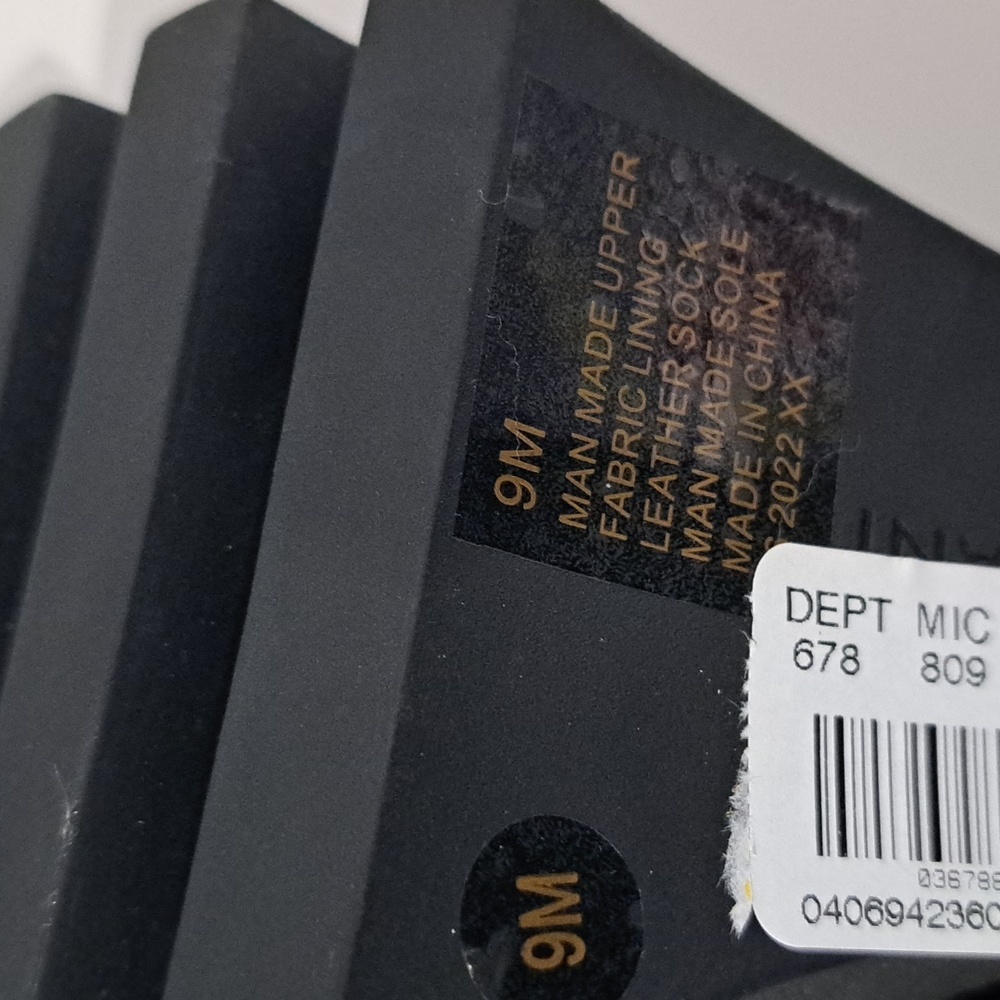 9M
MAN MADE UPPER
FABRIC LINING
LEATHER SOCK
MAN MADE SOLE
MADE IN CHINA
2022 XX
DEPT MIC
678 809
9M